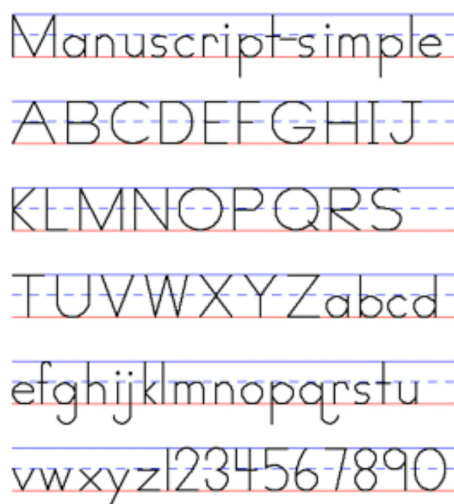 Manuscript-simple
ABCDEFGHIJ
KLMNOPQRS
TUVWXYZabcd
efghijklmnopqrstu
vwxyz1234567890